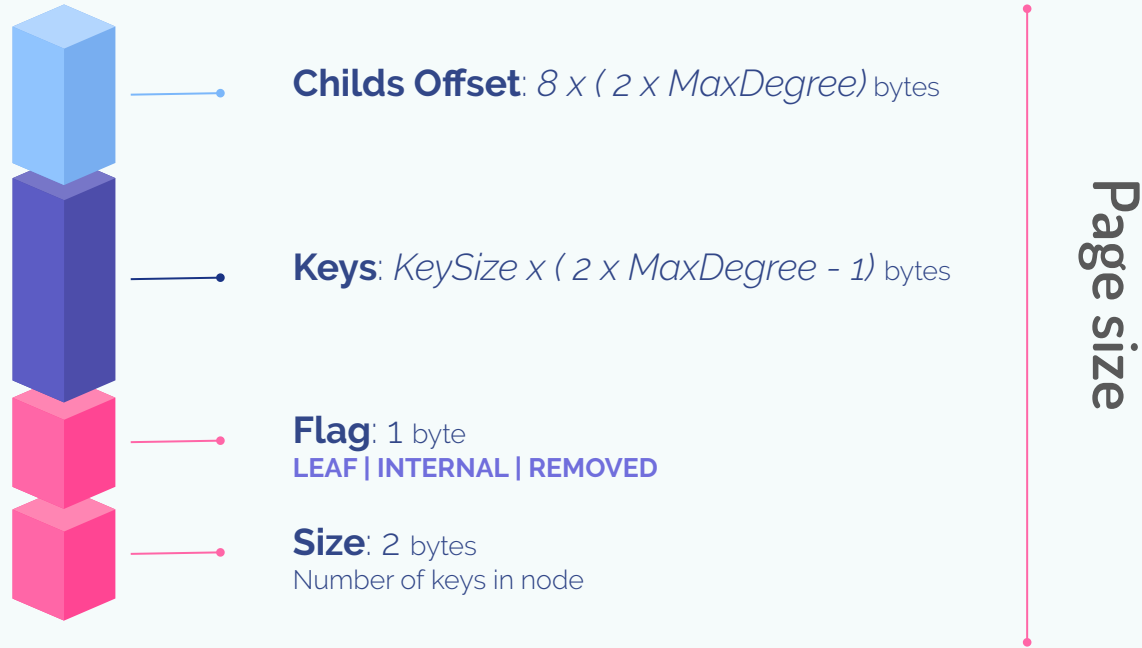 Childs Offset: 8 x ( 2 x MaxDegree) bytes
Keys: KeySize x ( 2 x MaxDegree - 1) bytes
Flag: 1 byte
LEAF | INTERNAL | REMOVED
Size: 2 bytes
Number of keys in node
Page size